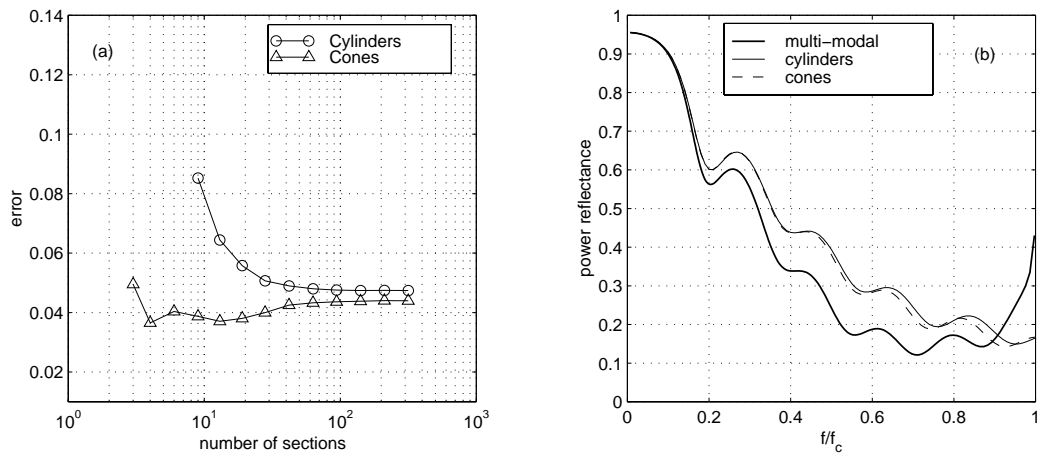 0.14
0.12
0.1
0.08
0.06
0.04
0.02
error
10^0
10^1
10^2
10^3
number of sections
(a)
Cylinders
Cones
1
0.9
0.8
0.7
0.6
0.5
0.4
0.3
0.2
0.1
0
power reflectance
0
0.2
0.4
0.6
0.8
1
f/f_c
multi-modal
cylinders
cones
(b)